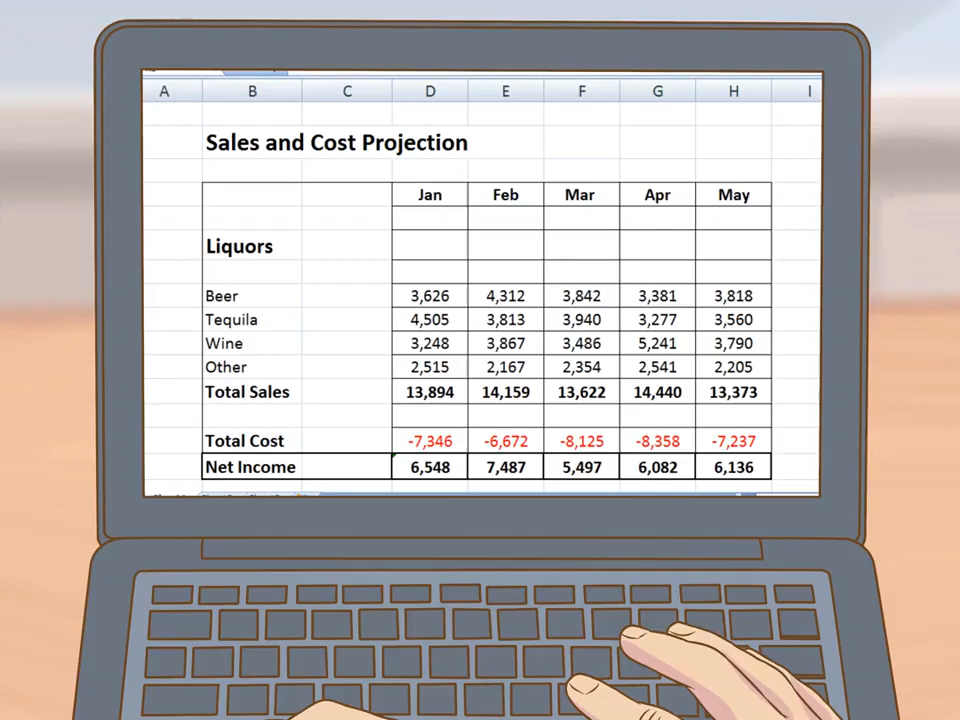 A B C D E F G H I
Sales and Cost Projection
Jan Feb Mar Apr May
Liquors
Beer 3,626 4,312 3,842 3,381 3,818
Tequila 4,505 3,813 3,940 3,277 3,560
Wine 3,248 3,867 3,486 5,241 3,790
Other 2,515 2,167 2,354 2,541 2,205
Total Sales 13,894 14,159 13,622 14,440 13,373
Total Cost -7,346 -6,672 -8,125 -8,358 -7,237
Net Income 6,548 7,487 5,497 6,082 6,136